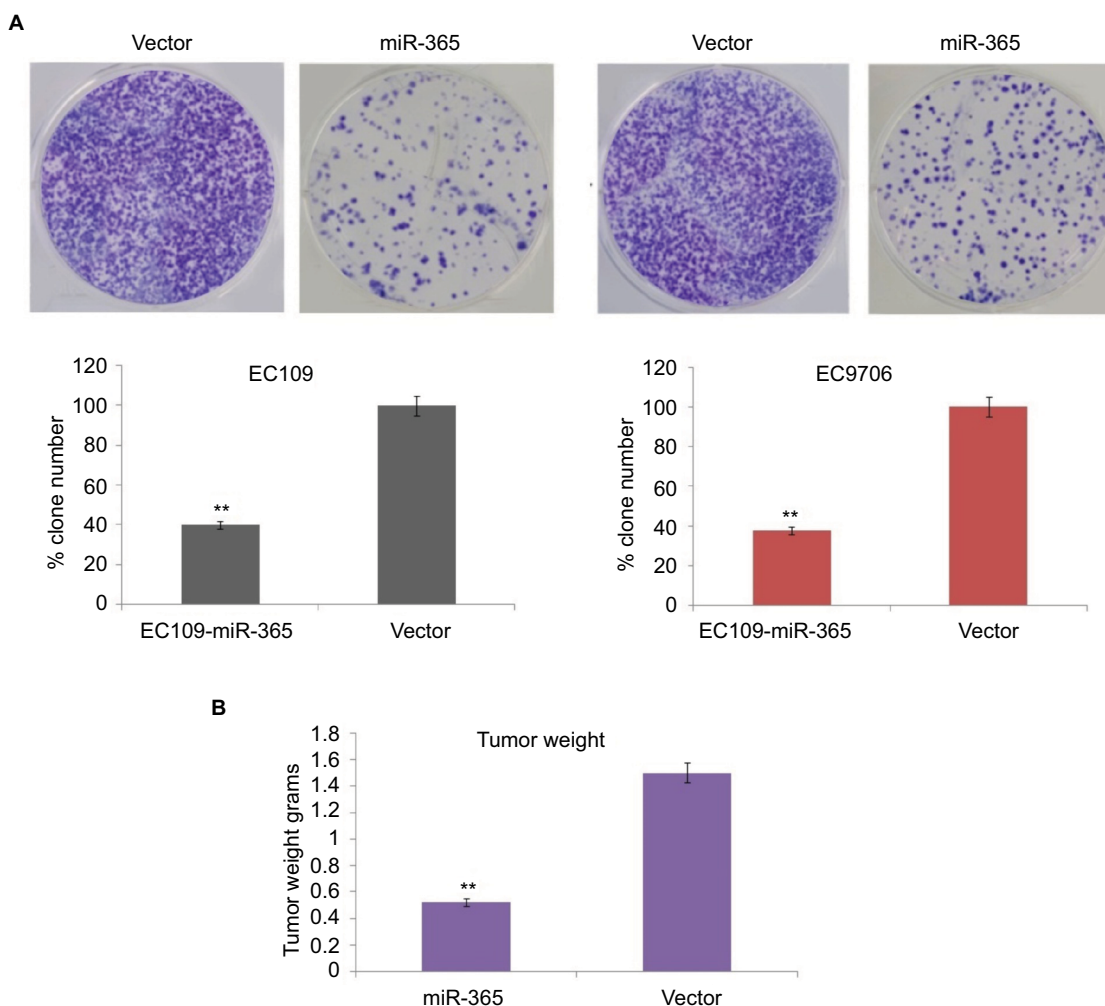 A
Vector miR-365 Vector miR-365
EC109
% clone number
120
100
80
60
40
20
0
**
EC109-miR-365 Vector
EC9706
% clone number
120
100
80
60
40
20
0
**
EC109-miR-365 Vector
B
Tumor weight
Tumor weight grams
1.8
1.6
1.4
1.2
1
0.8
0.6
0.4
0.2
0
**
miR-365 Vector